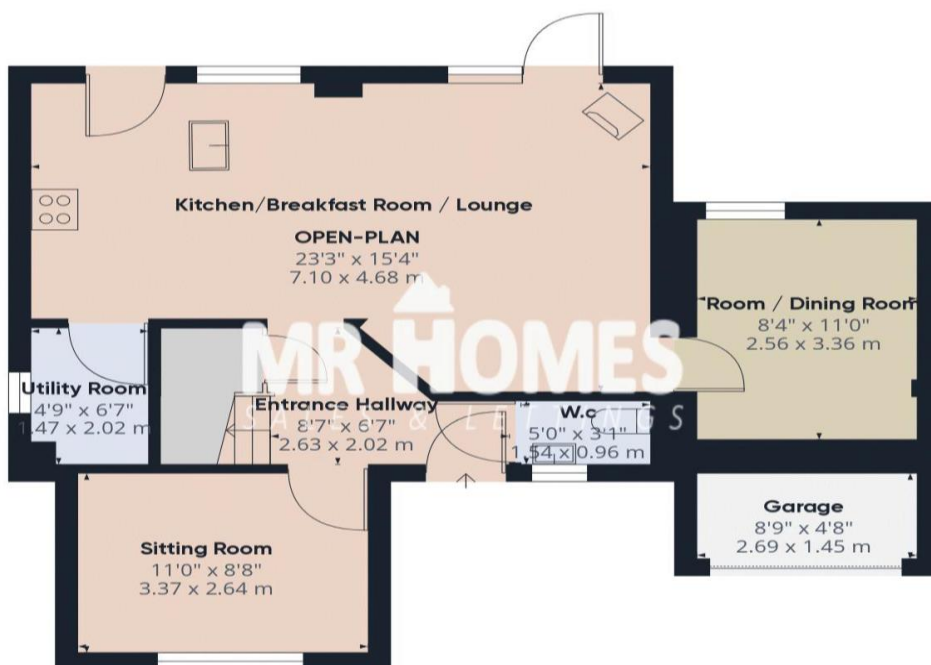 Kitchen/Breakfast Room / Lounge
OPEN-PLAN
23'3" x 15'4"
7.10 x 4.68 m
Room / Dining Room
8'4" x 11'0"
2.56 x 3.36 m
MR HOMES
SALES & LETTINGS
Utility Room
4'9" x 6'7"
1.47 x 2.02 m
Entrance Hallway
8'7" x 6'7"
2.63 x 2.02 m
W.c
5'0" x 3'1"
1.54 x 0.96 m
Sitting Room
11'0" x 8'8"
3.37 x 2.64 m
Garage
8'9" x 4'8"
2.69 x 1.45 m